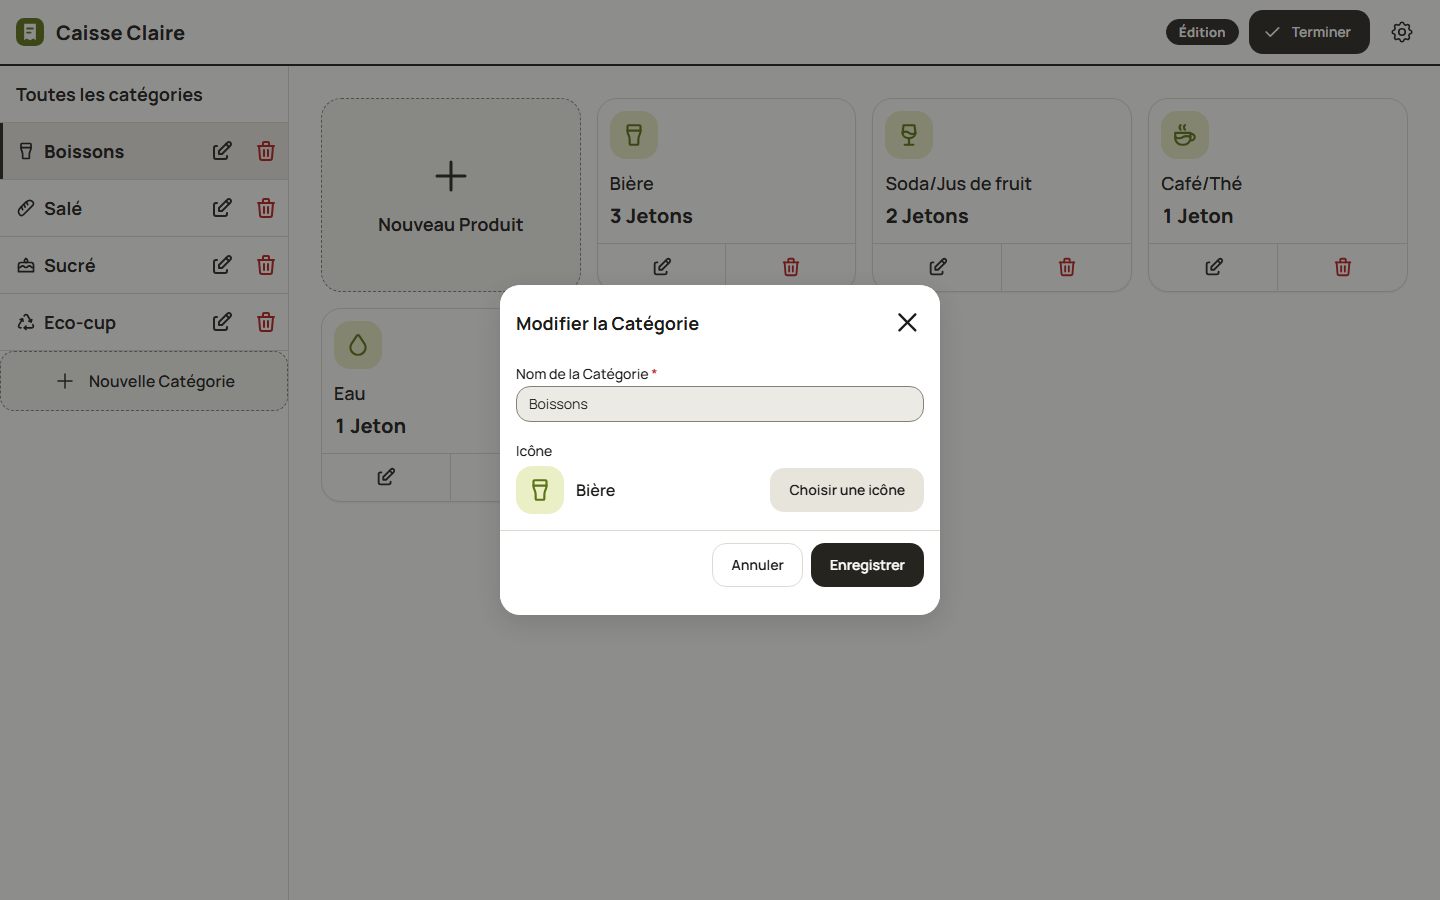 Caisse Claire
Édition
Terminer
Toutes les catégories
Boissons
Salé
Sucré
Eco-cup
Nouvelle Catégorie
Nouveau Produit
Bière
3 Jetons
Soda/Jus de fruit
2 Jetons
Café/Thé
1 Jeton
Eau
1 Jeton
Modifier la Catégorie
Nom de la Catégorie *
Boissons
Icône
Bière
Choisir une icône
Annuler
Enregistrer